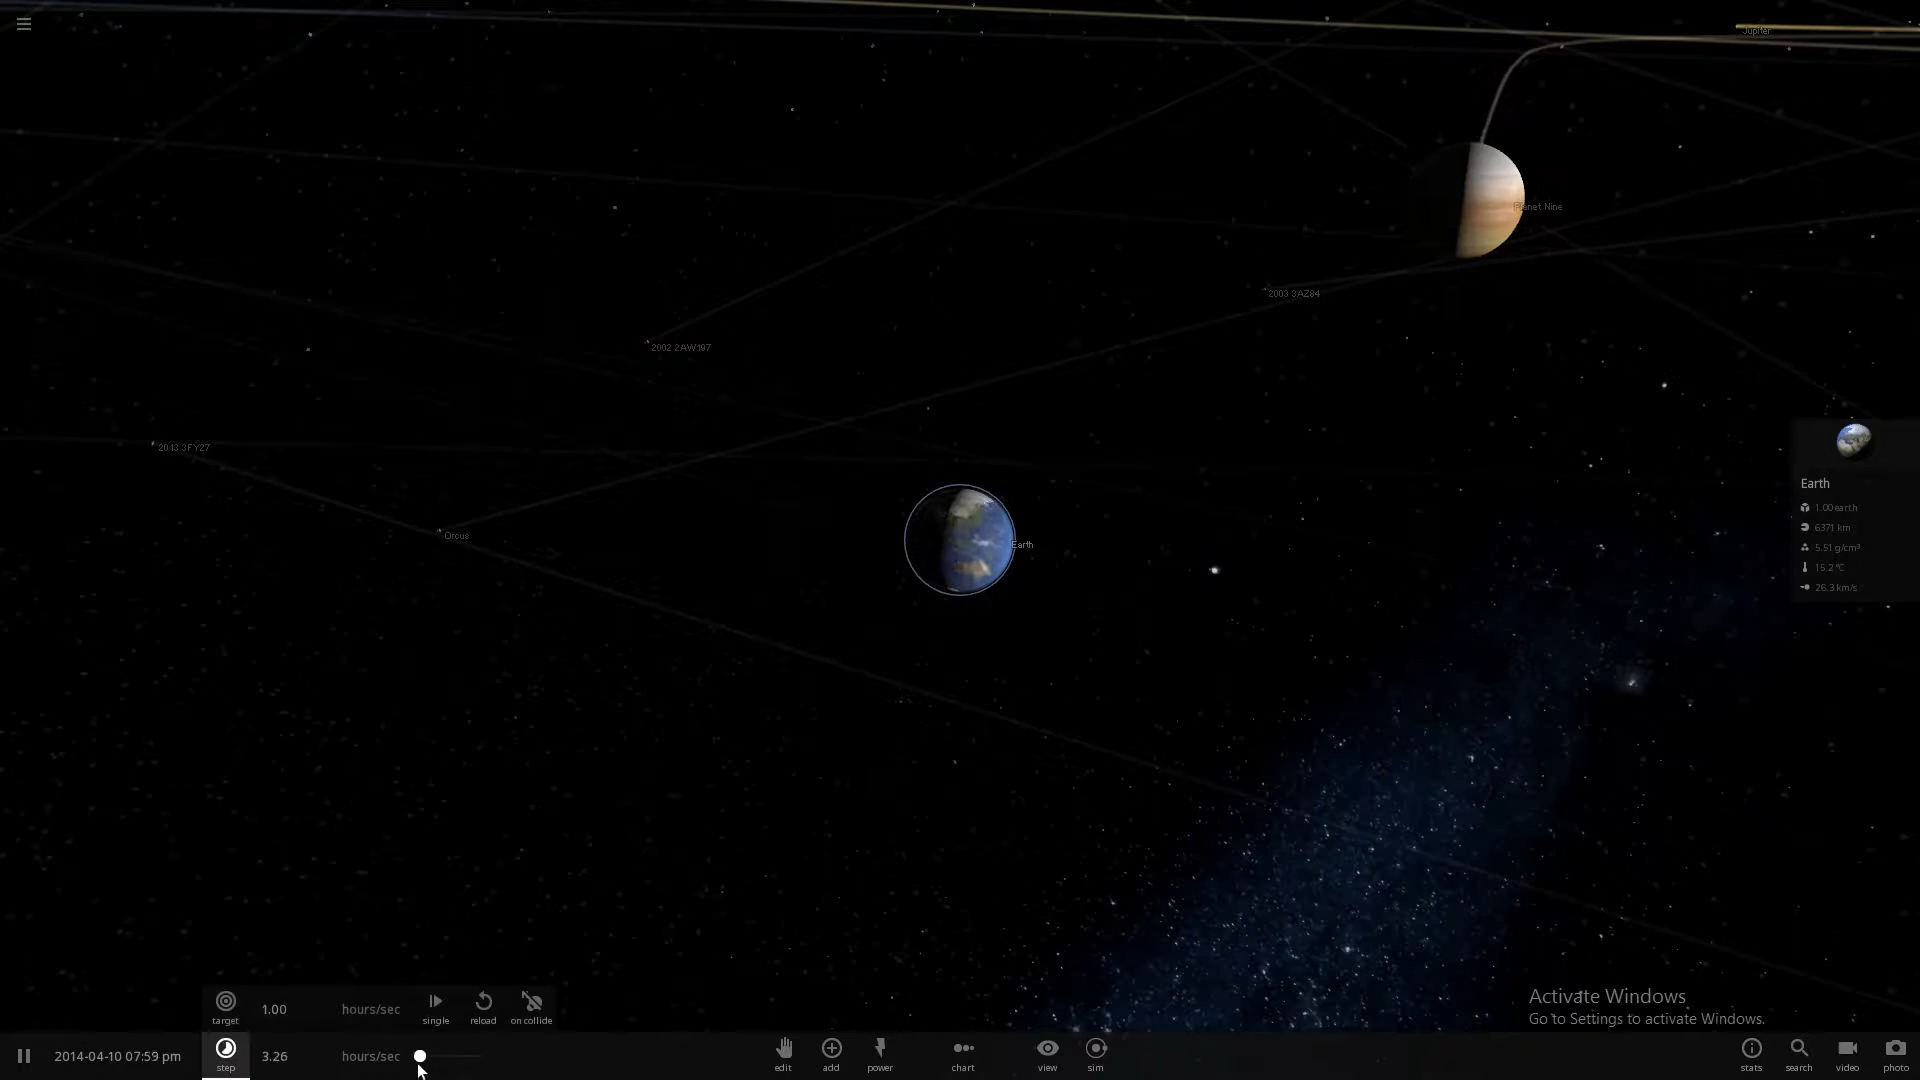 Jupiter
Planet Nine
2003 3AZ84
2002 2AW197
2013 3FY27
Orcus
Earth
Earth
1.00 earth
6371 km
5.51 g/cm³
15.2 °C
26.3 km/s
Activate Windows
Go to Settings to activate Windows.
target
1.00 hours/sec
single
reload
on collide
2014-04-10 07:59 pm
step
3.26 hours/sec
edit
add
power
chart
view
sim
stats
search
video
photo